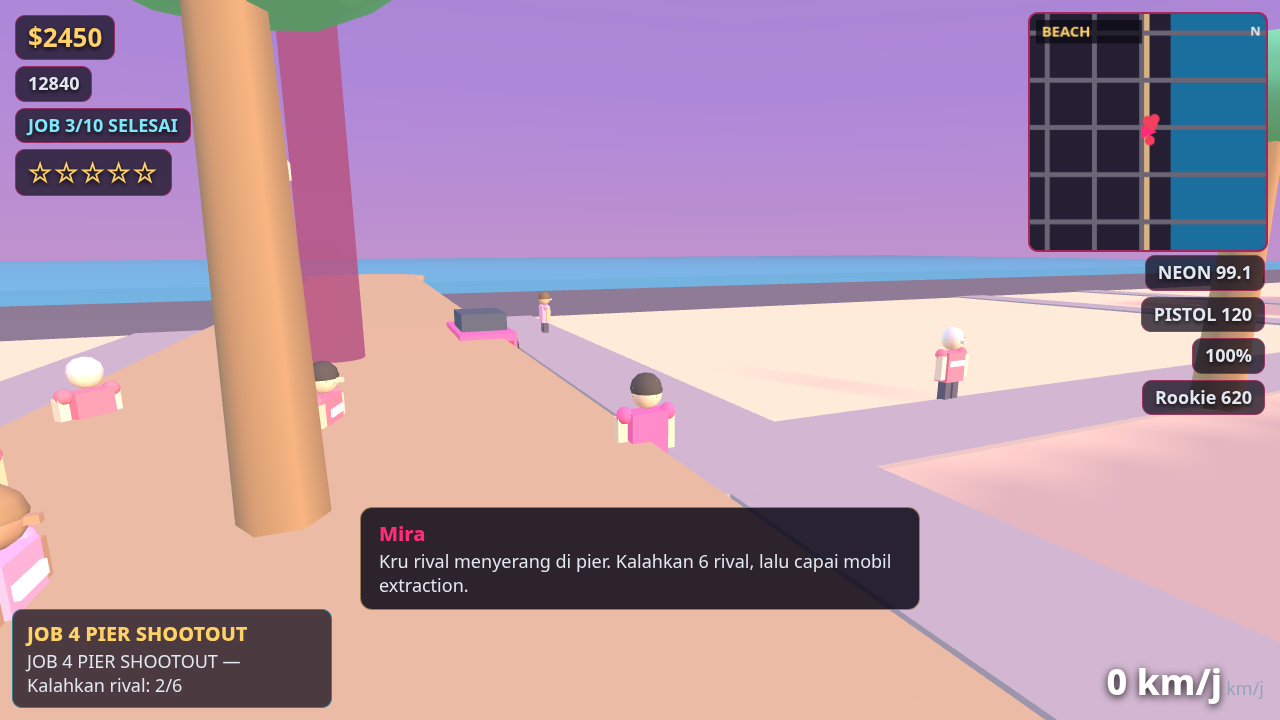 $2450
12840
JOB 3/10 SELESAI
☆☆☆☆☆
BEACH
N
NEON 99.1
PISTOL 120
100%
Rookie 620
Mira
Kru rival menyerang di pier. Kalahkan 6 rival, lalu capai mobil
extraction.
JOB 4 PIER SHOOTOUT
JOB 4 PIER SHOOTOUT —
Kalahkan rival: 2/6
0 km/j km/j